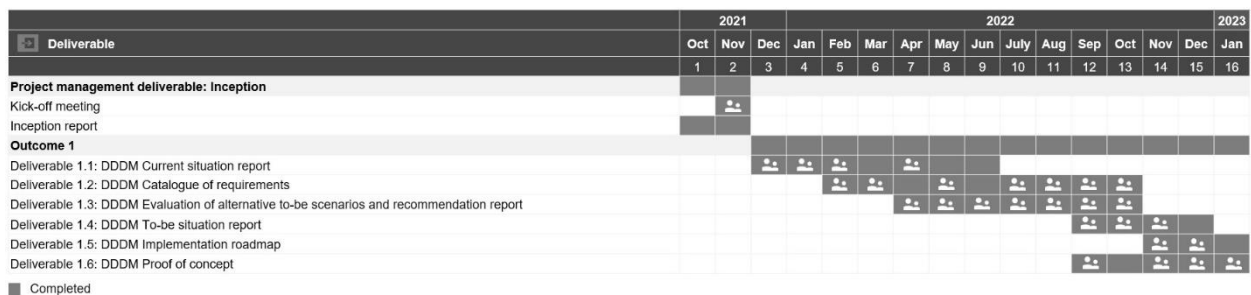 2021 2022 2023
Deliverable Oct Nov Dec Jan Feb Mar Apr May Jun July Aug Sep Oct Nov Dec Jan
1 2 3 4 5 6 7 8 9 10 11 12 13 14 15 16
Project management deliverable: Inception
Kick-off meeting
Inception report
Outcome 1
Deliverable 1.1: DDDM Current situation report
Deliverable 1.2: DDDM Catalogue of requirements
Deliverable 1.3: DDDM Evaluation of alternative to-be scenarios and recommendation report
Deliverable 1.4: DDDM To-be situation report
Deliverable 1.5: DDDM Implementation roadmap
Deliverable 1.6: DDDM Proof of concept
Completed